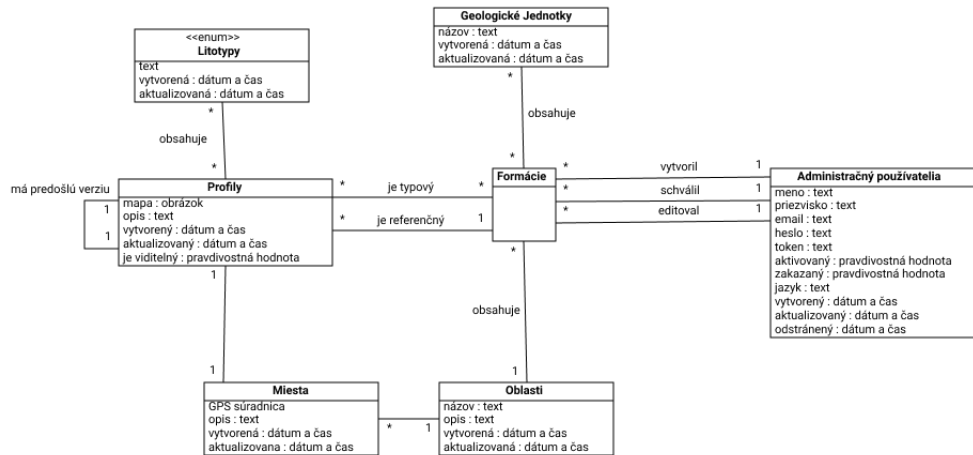 Geologické Jednotky
názov : text
vytvorená : dátum a čas
aktualizovaná : dátum a čas
<<enum>>
Litotypy
text
vytvorená : dátum a čas
aktualizovaná : dátum a čas
*
obsahuje
*
*
obsahuje
*
má predošlú verziu
1
1
Profily
mapa : obrázok
opis : text
vytvorený : dátum a čas
aktualizovaný : dátum a čas
je viditelný : pravdivostná hodnota
*
je typový
*
*
je referenčný
1
Formácie
*
vytvoril
1
*
schválil
1
*
editoval
1
Administračný používatelia
meno : text
priezvisko : text
email : text
heslo : text
token : text
aktivovaný : pravdivostná hodnota
zakazaný : pravdivostná hodnota
jazyk : text
vytvorený : dátum a čas
aktualizovaný : dátum a čas
odstránený : dátum a čas
1
1
*
obsahuje
1
Miesta
GPS súradnica
opis : text
vytvorená : dátum a čas
aktualizovana : dátum a čas
*
1
Oblasti
názov : text
opis : text
vytvorená : dátum a čas
aktualizovaná : dátum a čas